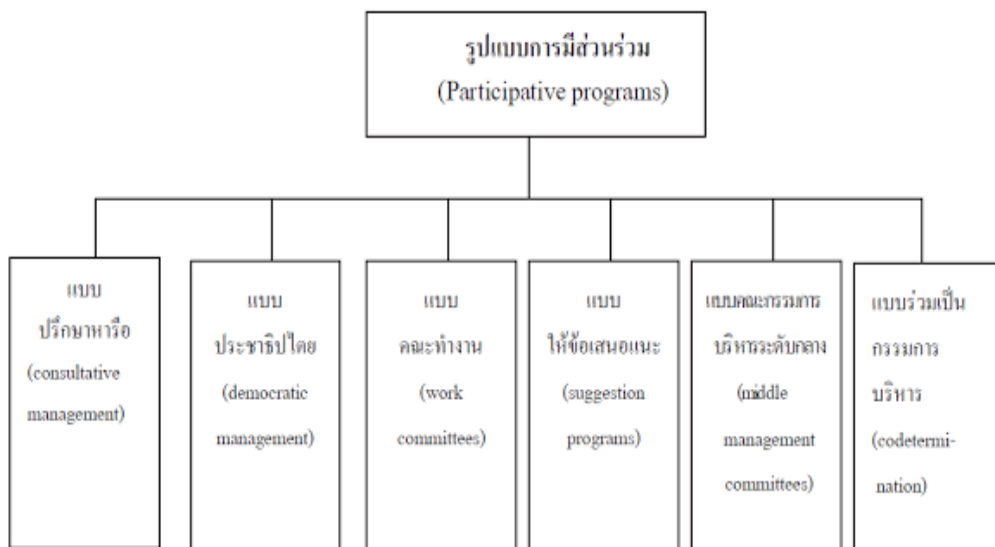 รูปแบบการมีส่วนร่วม
(Participative programs)
แบบ
ปรึกษาหารือ
(consultative
management)
แบบ
ประชาธิปไตย
(democratic
management)
แบบ
คณะทำงาน
(work
committees)
แบบ
ให้ข้อเสนอแนะ
(suggestion
programs)
แบบคณะกรรมการ
บริหารระดับกลาง
(middle
management
committees)
แบบร่วมเป็น
กรรมการ
บริหาร
(codetermi-
nation)